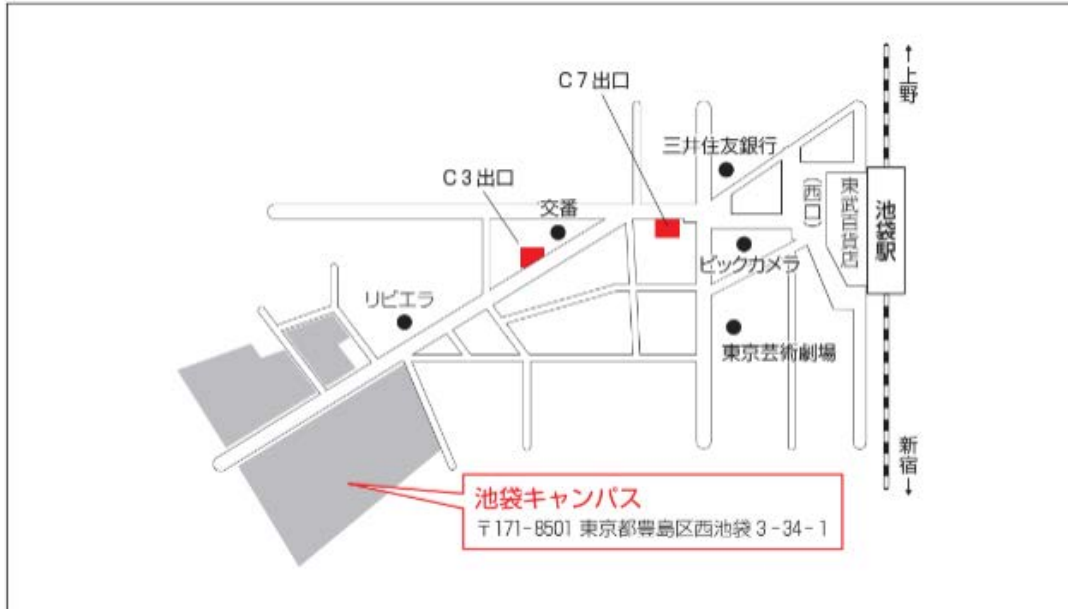 ↑上野
C7出口
三井住友銀行
C3出口
交番
(西口)
東武百貨店
池袋駅
ビックカメラ
リビエラ
東京芸術劇場
新宿↓
池袋キャンパス
〒171-8501 東京都豊島区西池袋3-34-1